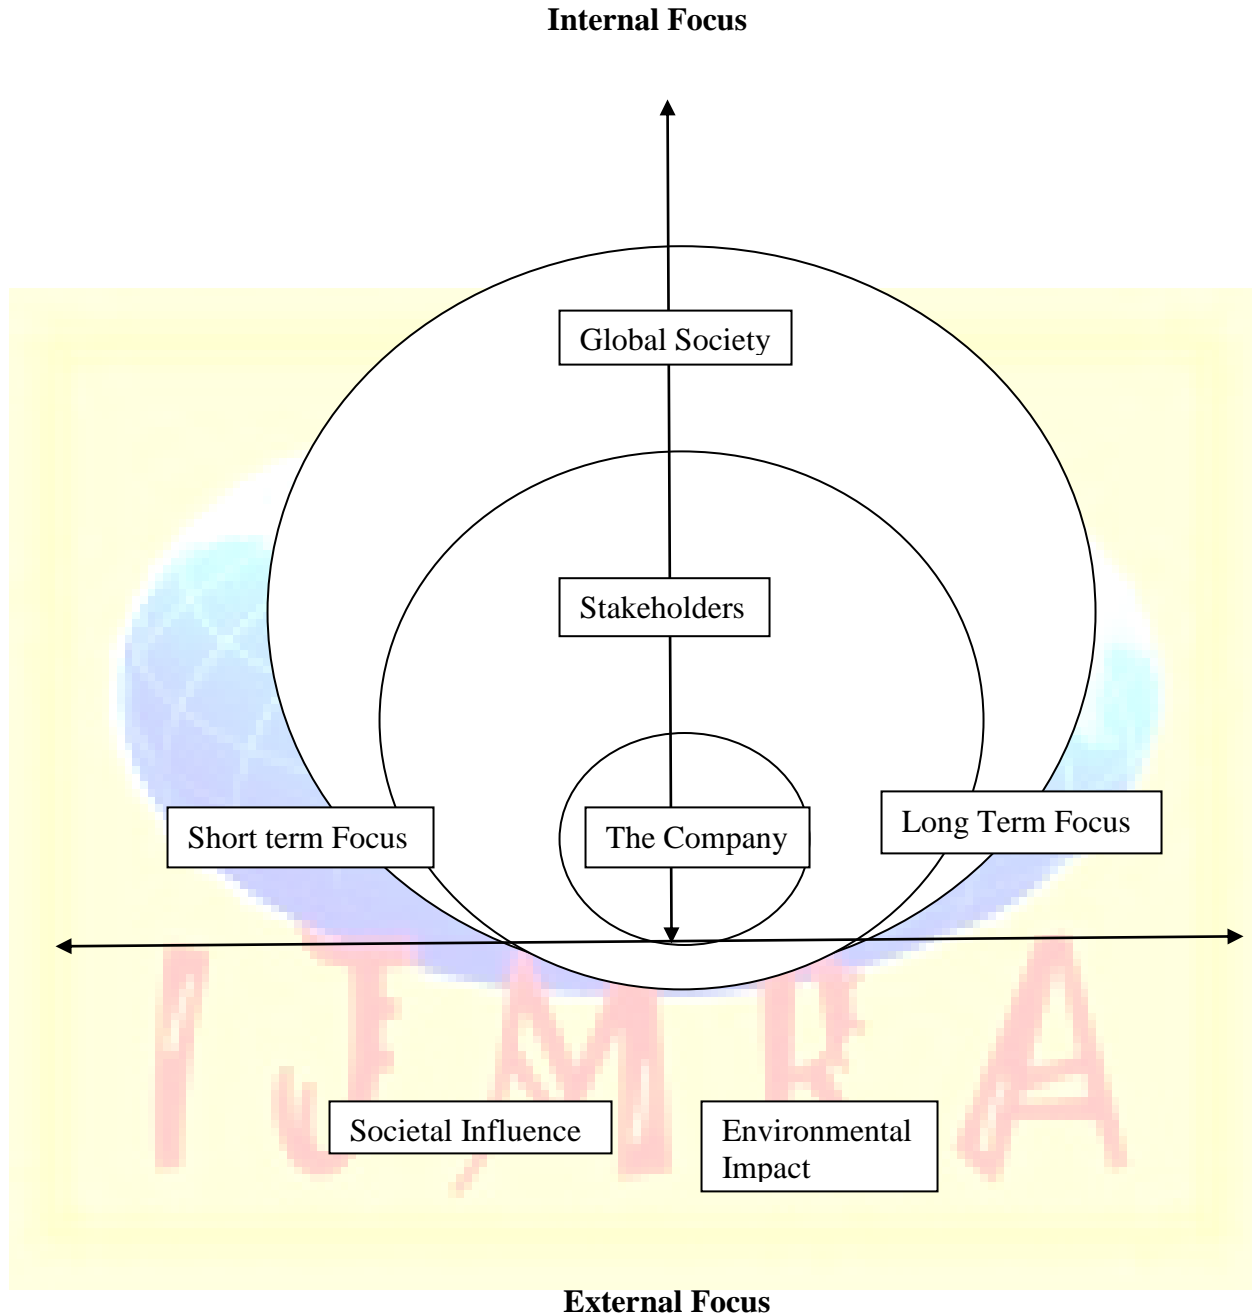 Internal Focus
Global Society
Stakeholders
Short term Focus
The Company
Long Term Focus
IJMRA
Societal Influence
Environmental
Impact
External Focus